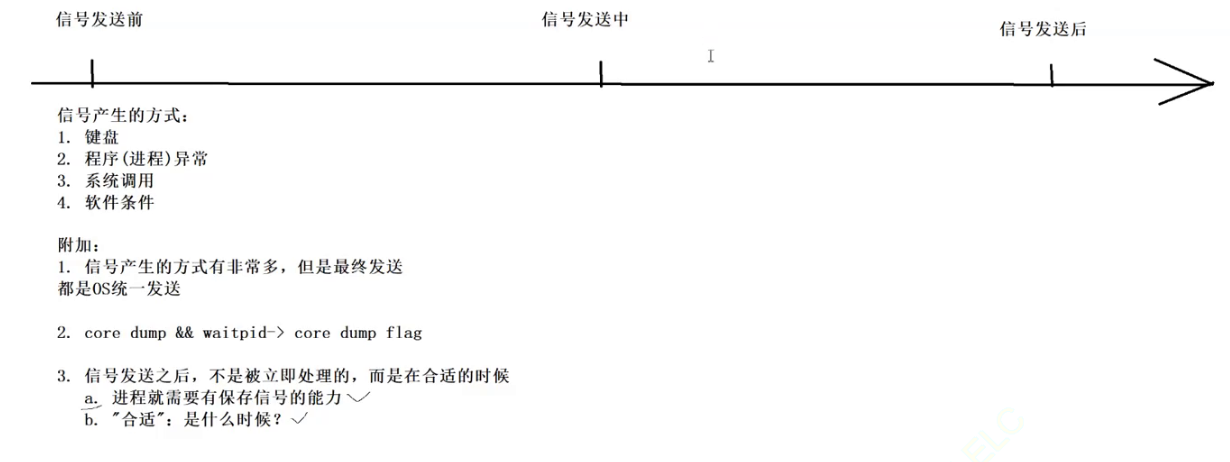 信号发送前
信号发送中
信号发送后
信号产生的方式:
1. 键盘
2. 程序(进程)异常
3. 系统调用
4. 软件条件
附加:
1. 信号产生的方式有非常多，但是最终发送
都是OS统一发送
2. core dump && waitpid-> core dump flag
3. 信号发送之后，不是被立即处理的，而是在合适的时候
a. 进程就需要有保存信号的能力
b. "合适": 是什么时候?
ELC